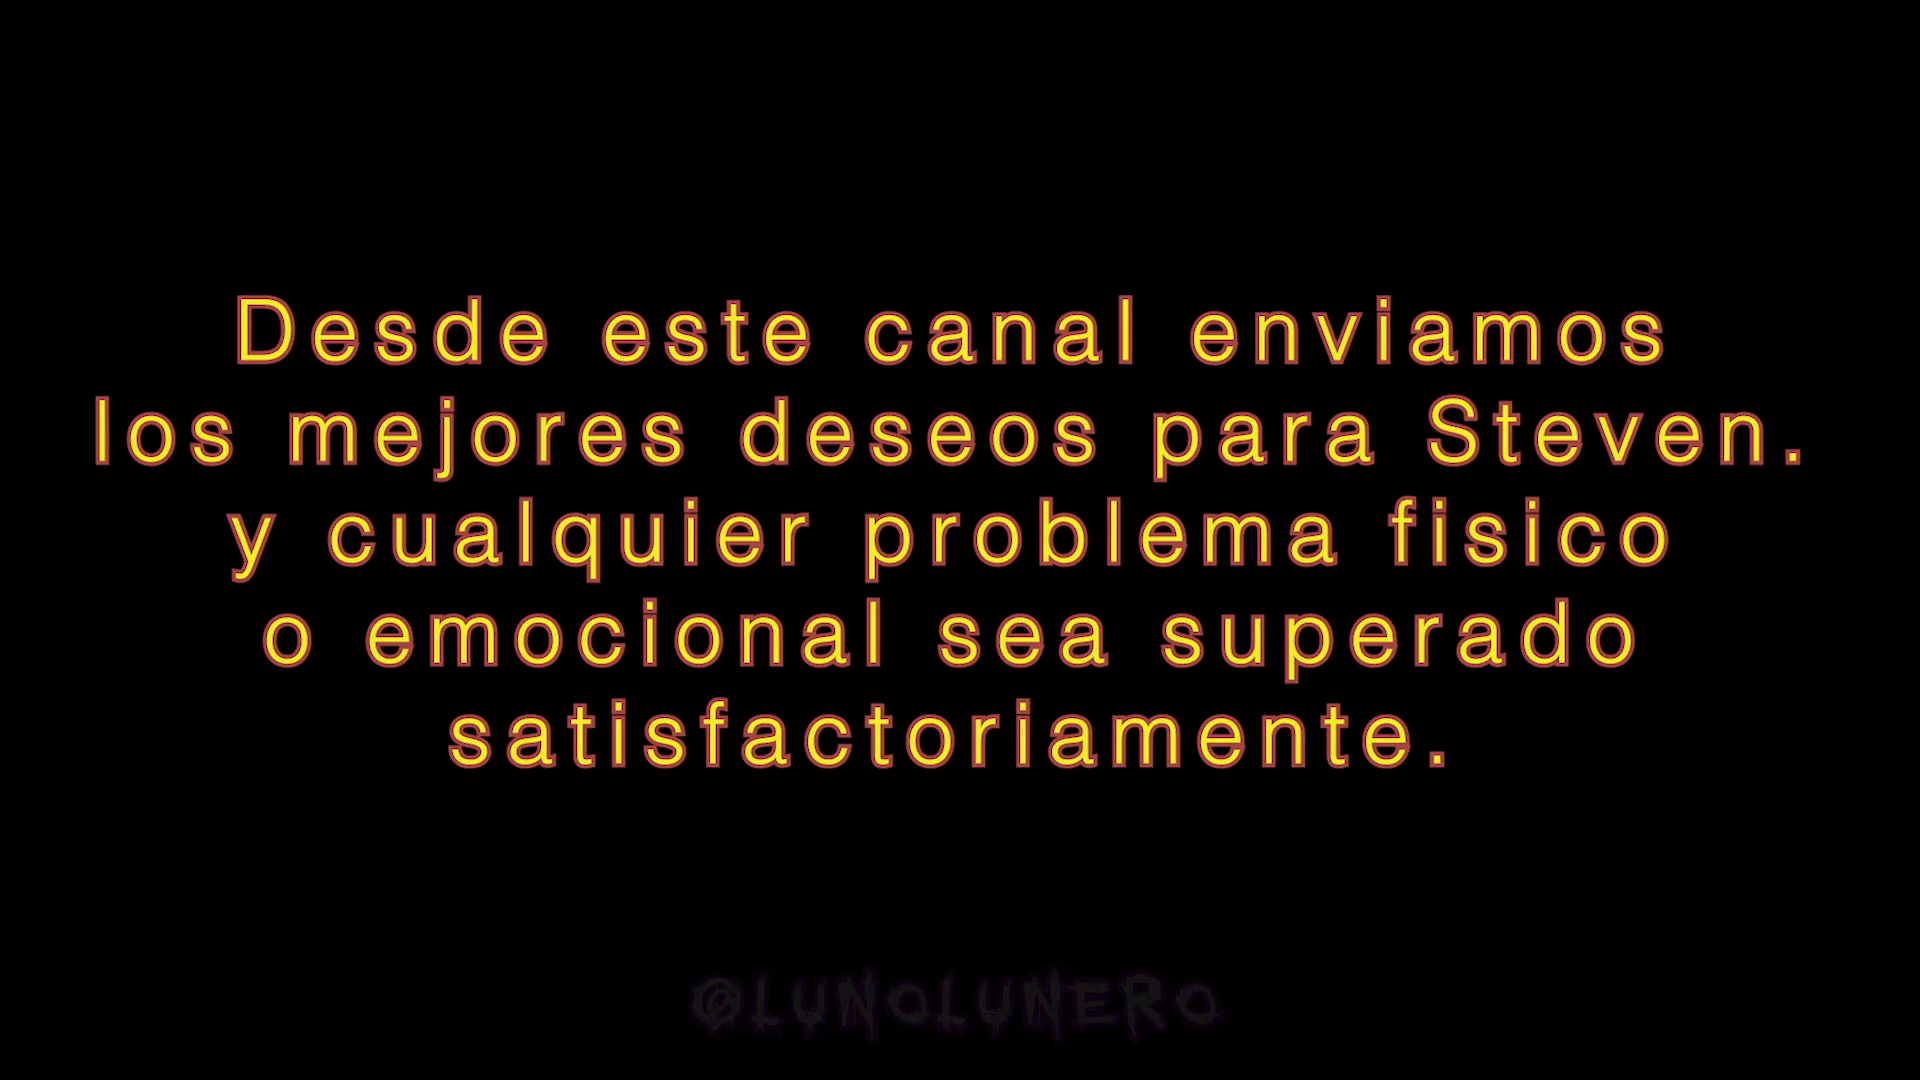 Desde este canal enviamos
los mejores deseos para Steven.
y cualquier problema fisico
o emocional sea superado
satisfactoriamente.
@LUNOLUNERO